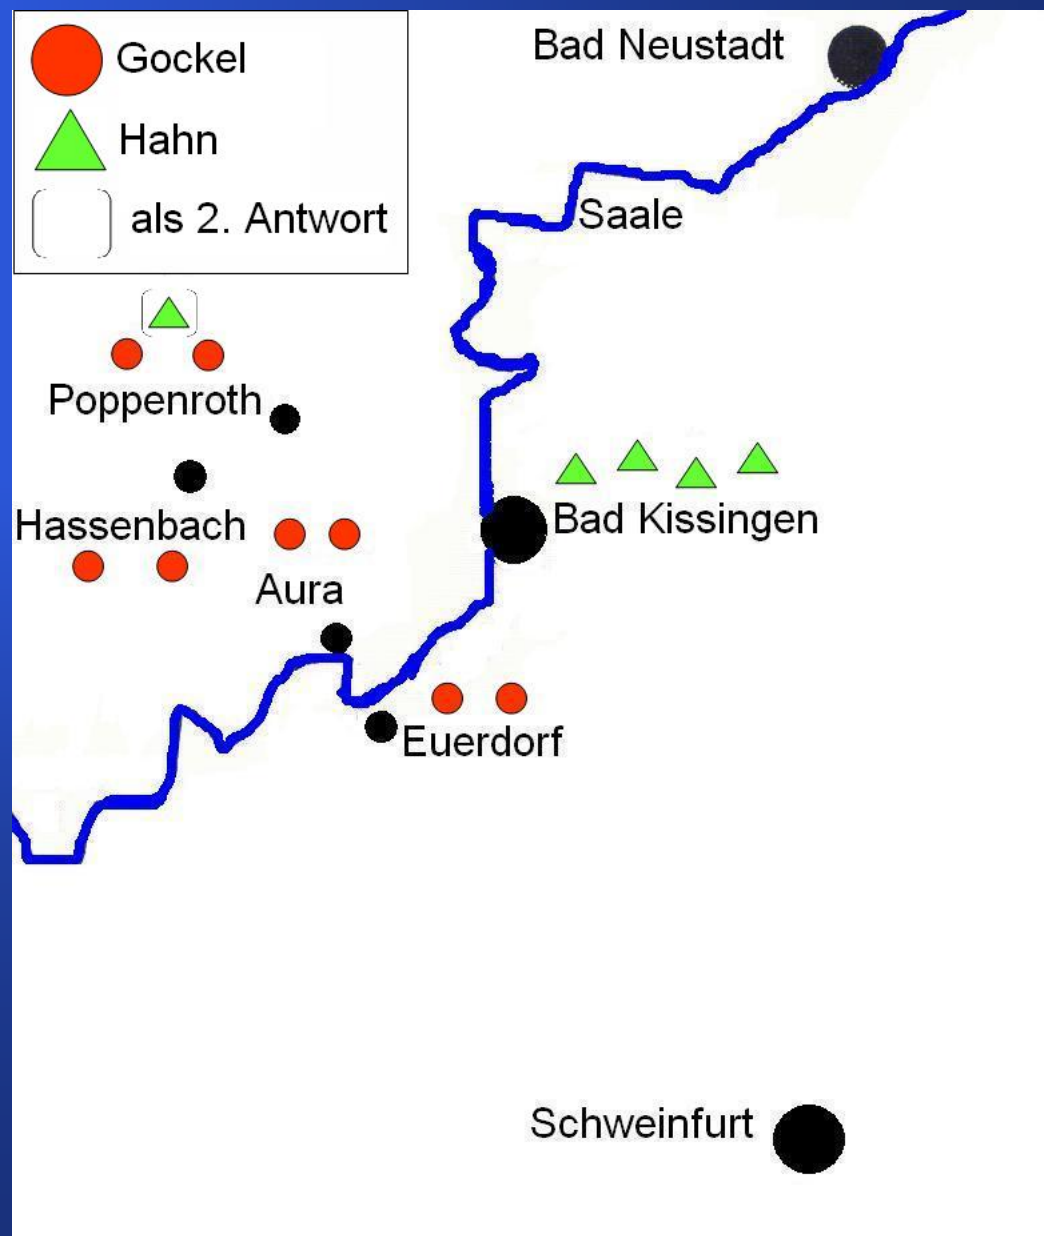 Gockel
Hahn
als 2. Antwort
Bad Neustadt
Saale
Poppenroth
Hassenbach
Bad Kissingen
Aura
Euerdorf
Schweinfurt